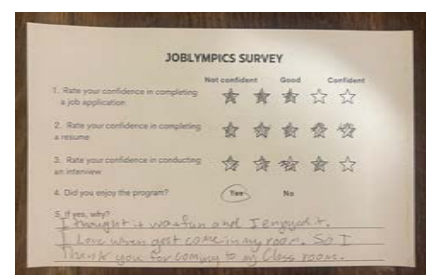 JOBLYMPICS SURVEY
Not confident Good Confident
1. Rate your confidence in completing
a job application
2. Rate your confidence in completing
a resume
3. Rate your confidence in conducting
an interview
4. Did you enjoy the program? Yes No
5. If yes, why?
I thought it was fun and I enjoyed it.
I Love when gest come in my room. So I
Thank you for coming to my Class room.